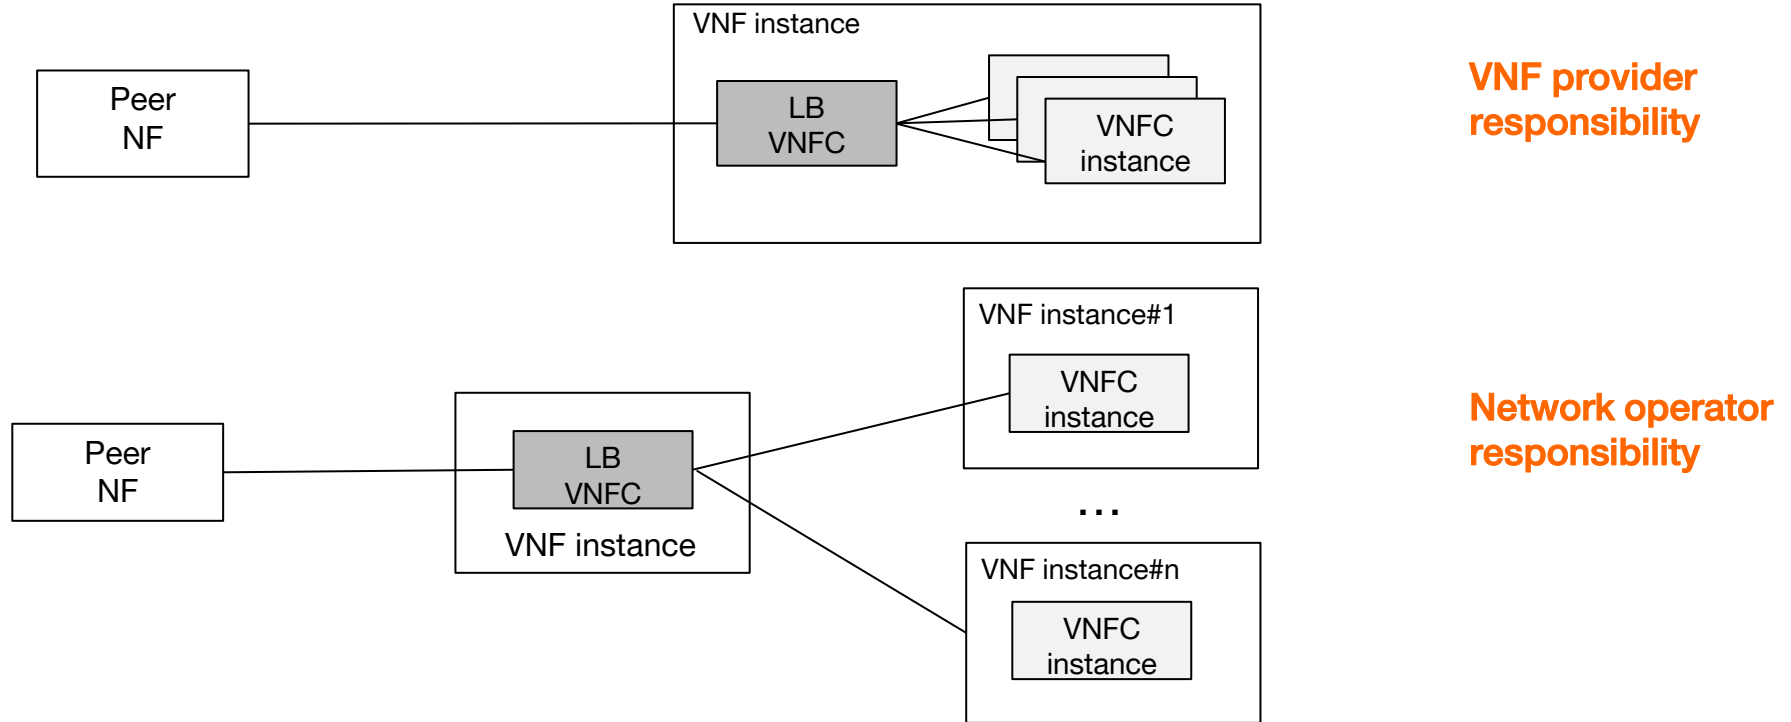 VNF instance
Peer
NF
LB
VNFC
VNFC
instance
VNF provider
responsibility
VNF instance#1
VNFC
instance
Peer
NF
LB
VNFC
VNF instance
Network operator
responsibility
...
VNF instance#n
VNFC
instance